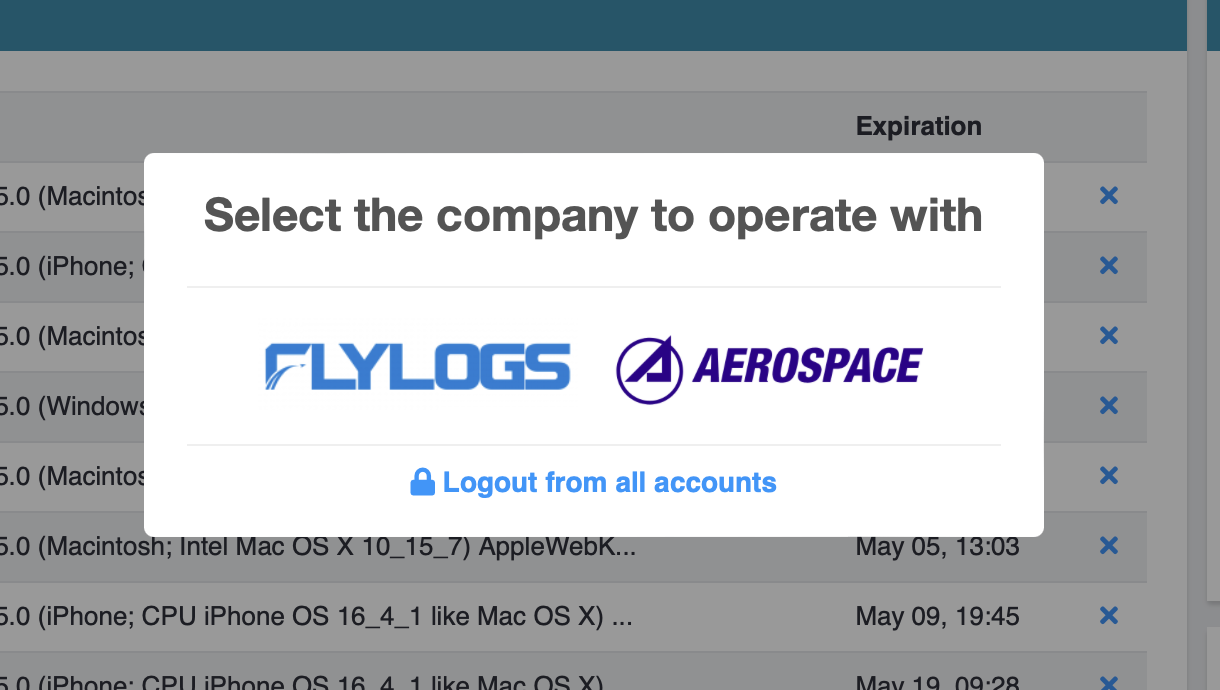 Expiration
5.0 (Macintos
Select the company to operate with
5.0 (iPhone;
5.0 (Macintos
FLYLOGS AEROSPACE
5.0 (Windows
5.0 (Macintos
Logout from all accounts
5.0 (Macintosh; Intel Mac OS X 10_15_7) AppleWebK... May 05, 13:03
5.0 (iPhone; CPU iPhone OS 16_4_1 like Mac OS X) ... May 09, 19:45
5.0 (iPhone; CPU iPhone OS 16_4_1 like Mac OS X) May 19, 09:28